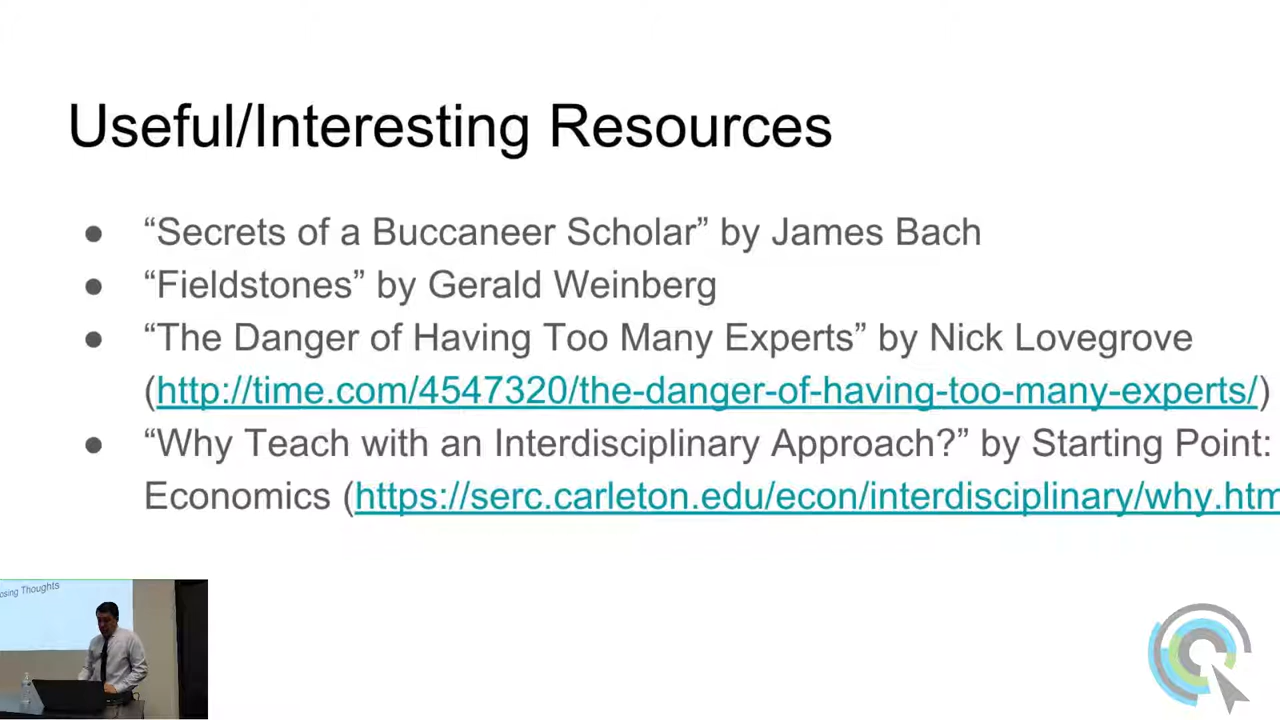 Useful/Interesting Resources
● “Secrets of a Buccaneer Scholar” by James Bach
● “Fieldstones” by Gerald Weinberg
● “The Danger of Having Too Many Experts” by Nick Lovegrove
(http://time.com/4547320/the-danger-of-having-too-many-experts/)
● “Why Teach with an Interdisciplinary Approach?” by Starting Point:
Economics (https://serc.carleton.edu/econ/interdisciplinary/why.htm
osing Thoughts